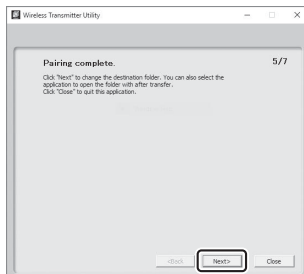 Wireless Transmitter Utility
Pairing complete. 5/7
Click "Next" to change the destination folder. You can also select the
application to open the folder with after transfer.
Click "Close" to quit this application.
<Back Next> Close